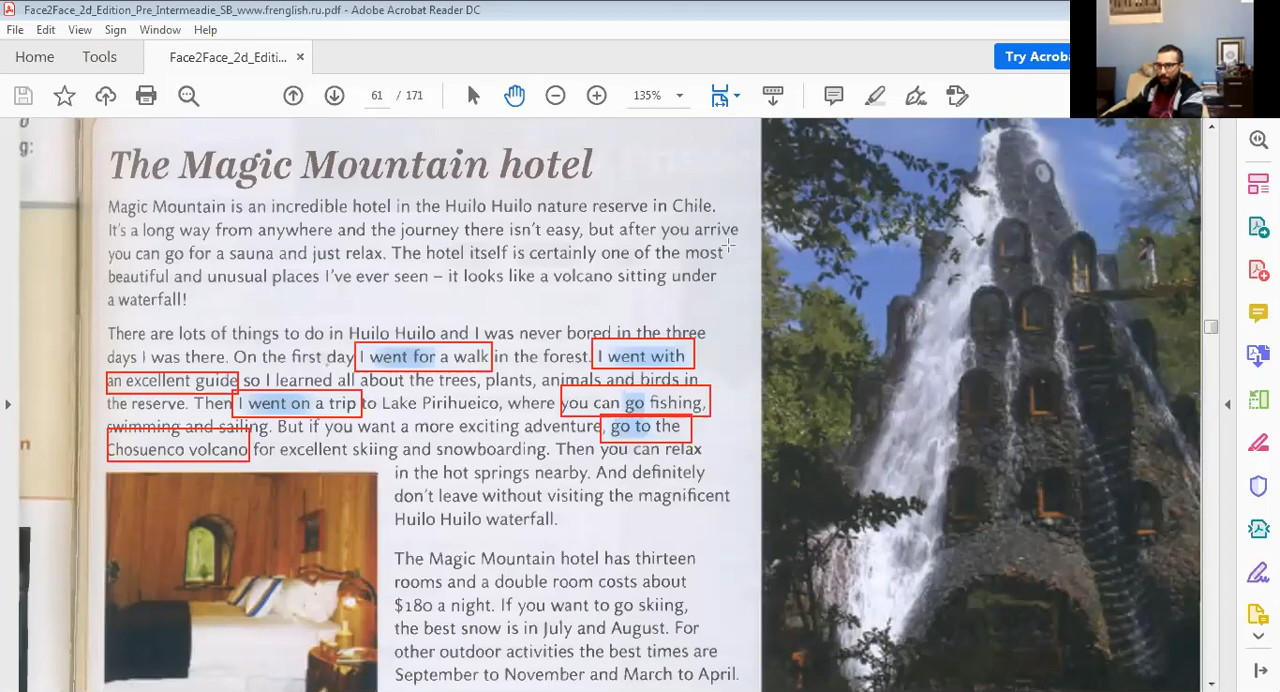 Face2Face_2d_Edition_Pre_Intermeadie_SB_www.frenglish.ru.pdf - Adobe Acrobat Reader DC
File Edit View Sign Window Help
Home Tools Face2Face_2d_Editi... × Try Acroba
61 / 171 135%
g:
The Magic Mountain hotel
Magic Mountain is an incredible hotel in the Huilo Huilo nature reserve in Chile.
It's a long way from anywhere and the journey there isn't easy, but after you arrive
you can go for a sauna and just relax. The hotel itself is certainly one of the most
beautiful and unusual places I've ever seen – it looks like a volcano sitting under
a waterfall!
There are lots of things to do in Huilo Huilo and I was never bored in the three
days I was there. On the first day I went for a walk in the forest. I went with
an excellent guide so I learned all about the trees, plants, animals and birds in
the reserve. Then I went on a trip to Lake Pirihueico, where you can go fishing,
swimming and sailing. But if you want a more exciting adventure, go to the
Chosuenco volcano for excellent skiing and snowboarding. Then you can relax
in the hot springs nearby. And definitely
n
don't leave without visiting the magnificent
Huilo Huilo waterfall.
The Magic Mountain hotel has thirteen
rooms and a double room costs about
$180 a night. If you want to go skiing,
the best snow is in July and August. For
other outdoor activities the best times are
September to November and March to April.